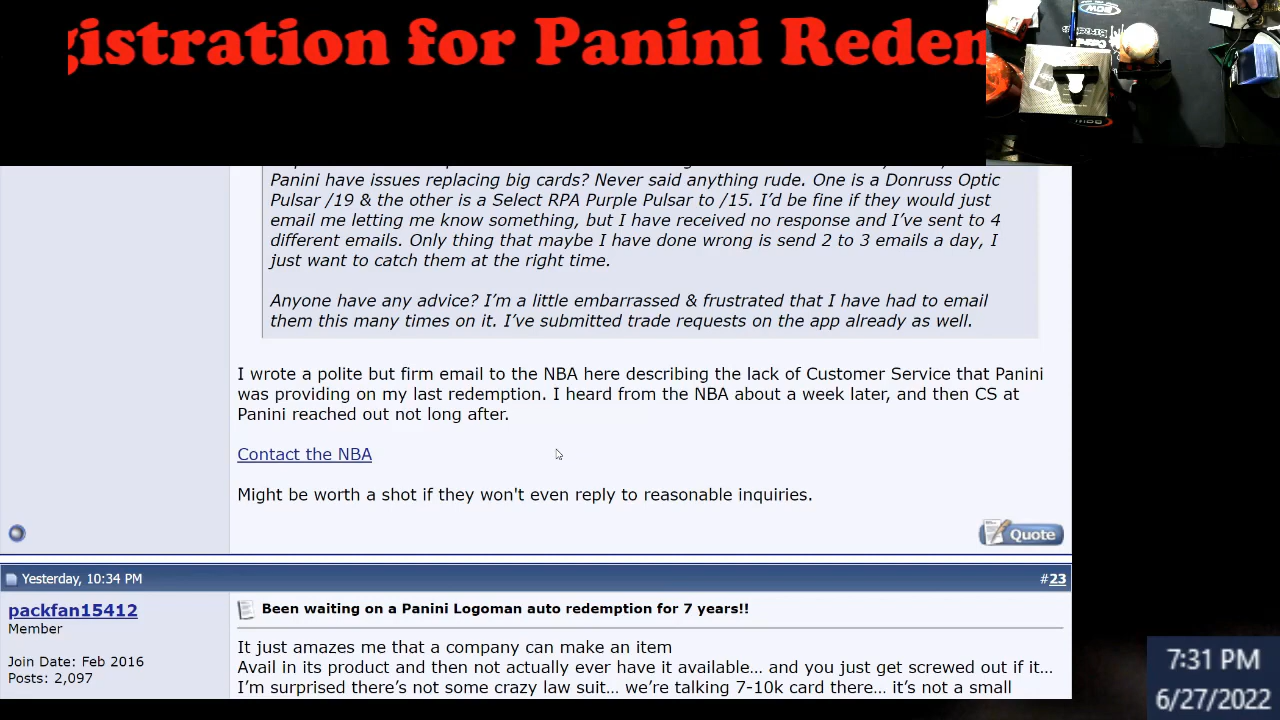 gistration for Panini Redem
Panini have issues replacing big cards? Never said anything rude. One is a Donruss Optic
Pulsar /19 & the other is a Select RPA Purple Pulsar to /15. I'd be fine if they would just
email me letting me know something, but I have received no response and I've sent to 4
different emails. Only thing that maybe I have done wrong is send 2 to 3 emails a day, I
just want to catch them at the right time.
Anyone have any advice? I'm a little embarrassed & frustrated that I have had to email
them this many times on it. I've submitted trade requests on the app already as well.
I wrote a polite but firm email to the NBA here describing the lack of Customer Service that Panini
was providing on my last redemption. I heard from the NBA about a week later, and then CS at
Panini reached out not long after.
Contact the NBA
Might be worth a shot if they won't even reply to reasonable inquiries.
Quote
Yesterday, 10:34 PM
#23
packfan15412
Member
Join Date: Feb 2016
Posts: 2,097
Been waiting on a Panini Logoman auto redemption for 7 years!!
It just amazes me that a company can make an item
Avail in its product and then not actually ever have it available... and you just get screwed out if it...
I'm surprised there's not some crazy law suit... we're talking 7-10k card there... it's not a small
7:31 PM
6/27/2022